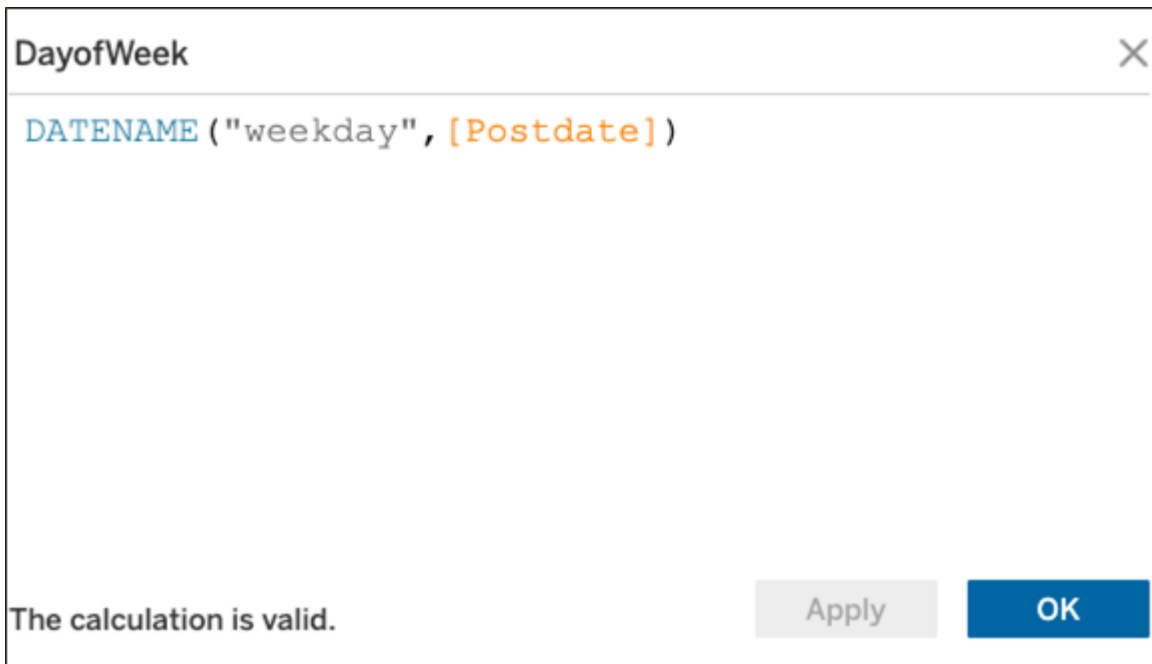 DayofWeek
DATENAME("weekday",[Postdate])
The calculation is valid.
Apply
OK